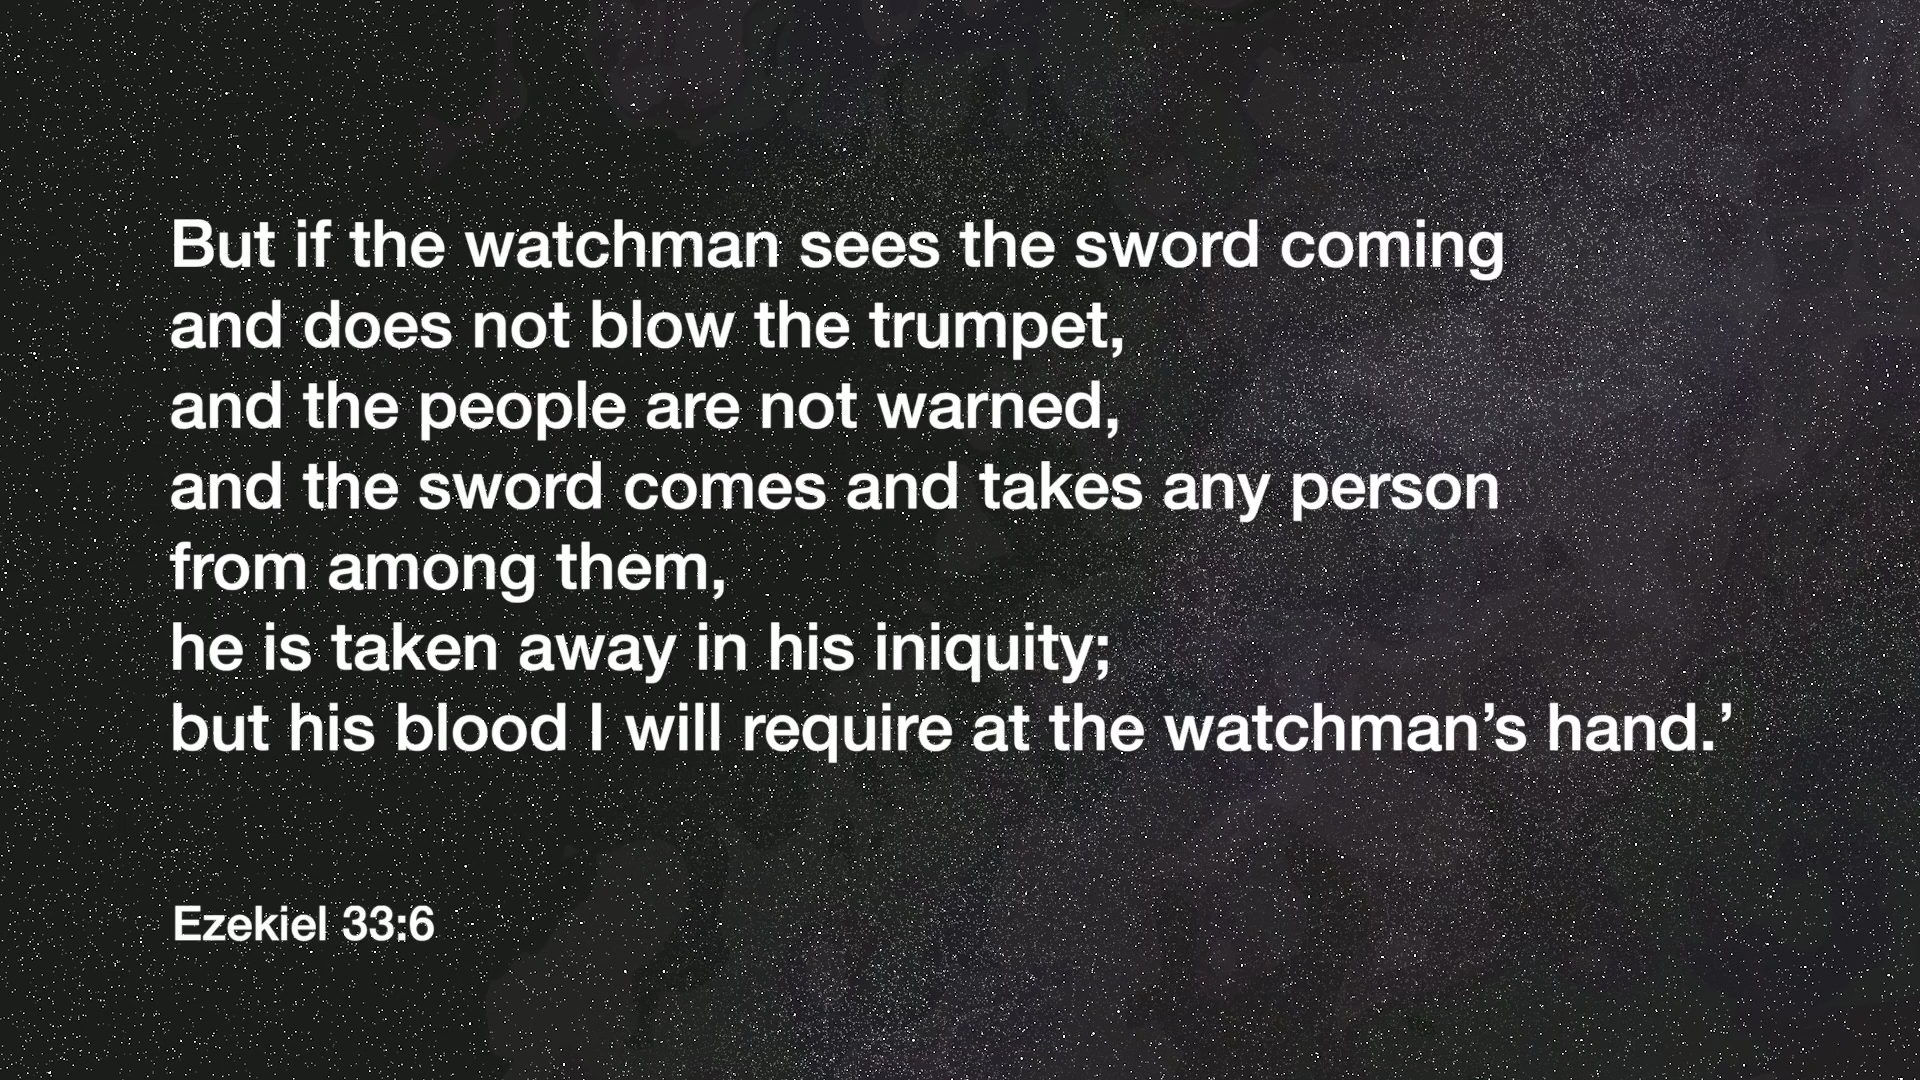 But if the watchman sees the sword coming
and does not blow the trumpet,
and the people are not warned,
and the sword comes and takes any person
from among them,
he is taken away in his iniquity;
but his blood I will require at the watchman’s hand.’
Ezekiel 33:6